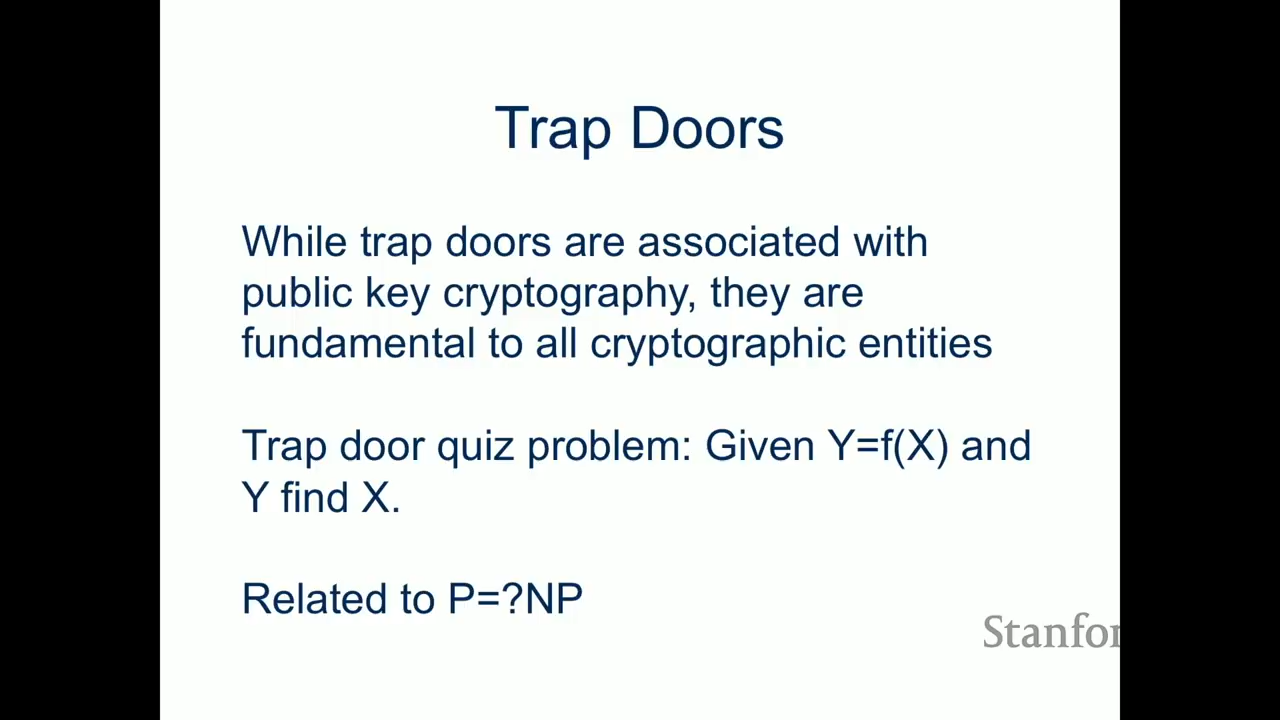 Trap Doors
While trap doors are associated with
public key cryptography, they are
fundamental to all cryptographic entities
Trap door quiz problem: Given Y=f(X) and
Y find X.
Related to P=?NP
Stanfor